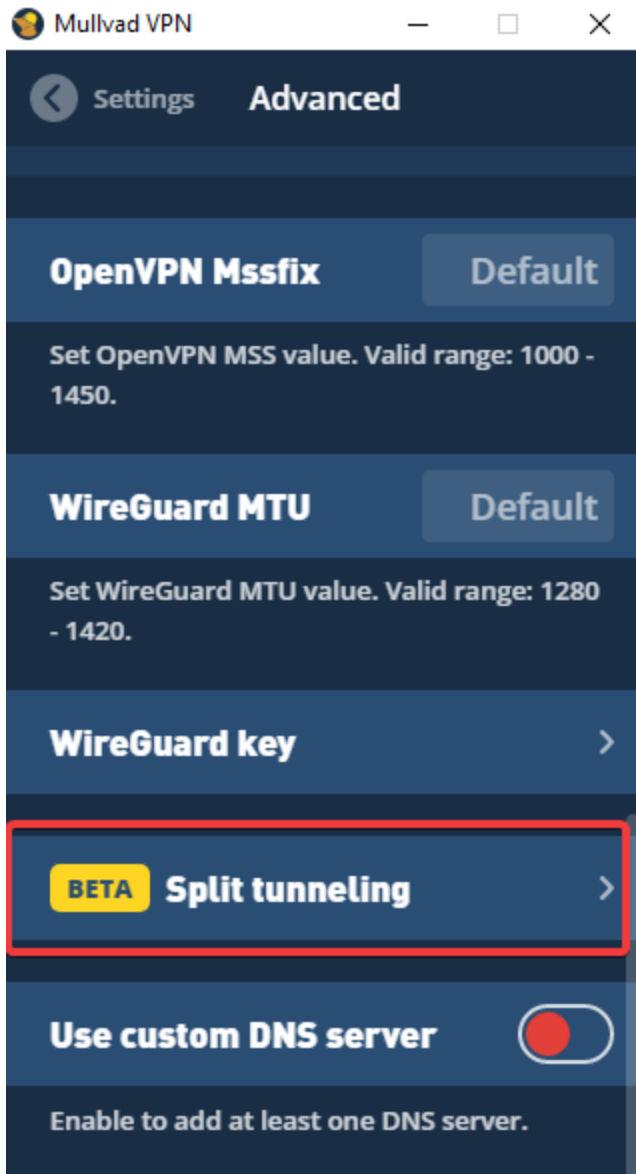 Mullvad VPN
Settings Advanced
OpenVPN Mssfix Default
Set OpenVPN MSS value. Valid range: 1000 -
1450.
WireGuard MTU Default
Set WireGuard MTU value. Valid range: 1280
- 1420.
WireGuard key
BETA Split tunneling
Use custom DNS server
Enable to add at least one DNS server.